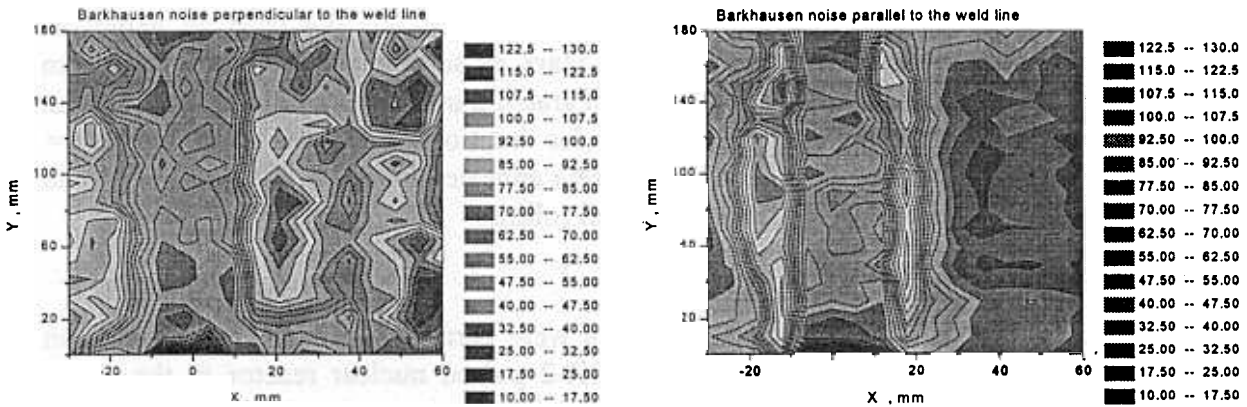 Barkhausen noise perpendicular to the weld line
180
140
100
60
20
Y, mm
-20
0
20
40
60
X, mm
122.5 -- 130.0
115.0 -- 122.5
107.5 -- 115.0
100.0 -- 107.5
92.50 -- 100.0
85.00 -- 92.50
77.50 -- 85.00
70.00 -- 77.50
62.50 -- 70.00
55.00 -- 62.50
47.50 -- 55.00
40.00 -- 47.50
32.50 -- 40.00
25.00 -- 32.50
17.50 -- 25.00
10.00 -- 17.50
Barkhausen noise parallel to the weld line
180
140
100
20
Y, mm
-20
0
20
40
60
X, mm
122.5 -- 130.0
115.0 -- 122.5
107.5 -- 115.0
100.0 -- 107.5
92.50 -- 100.0
85.00 -- 92.50
77.50 -- 85.00
70.00 -- 77.50
62.50 -- 70.00
55.00 -- 62.50
47.50 -- 55.00
40.00 -- 47.50
32.50 -- 40.00
25.00 -- 32.50
17.50 -- 25.00
10.00 -- 17.50